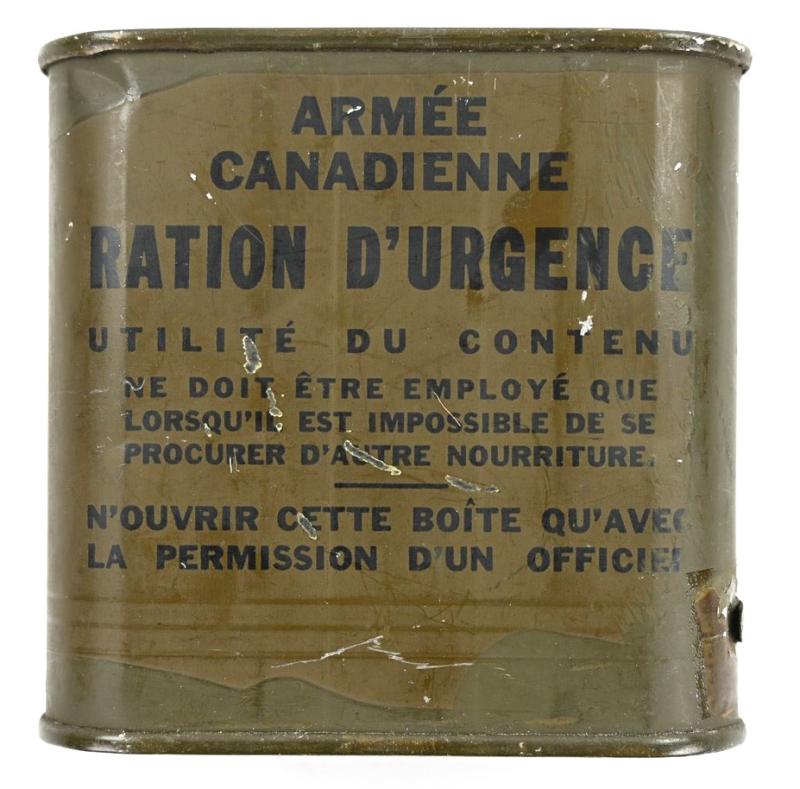 ARMÉE
CANADIENNE
RATION D'URGENCE
UTILITÉ DU CONTENU
NE DOIT ÊTRE EMPLOYÉ QUE
LORSQU'IL EST IMPOSSIBLE DE SE
PROCURER D'AUTRE NOURRITURE.
N'OUVRIR CETTE BOÎTE QU'AVEC
LA PERMISSION D'UN OFFICIER